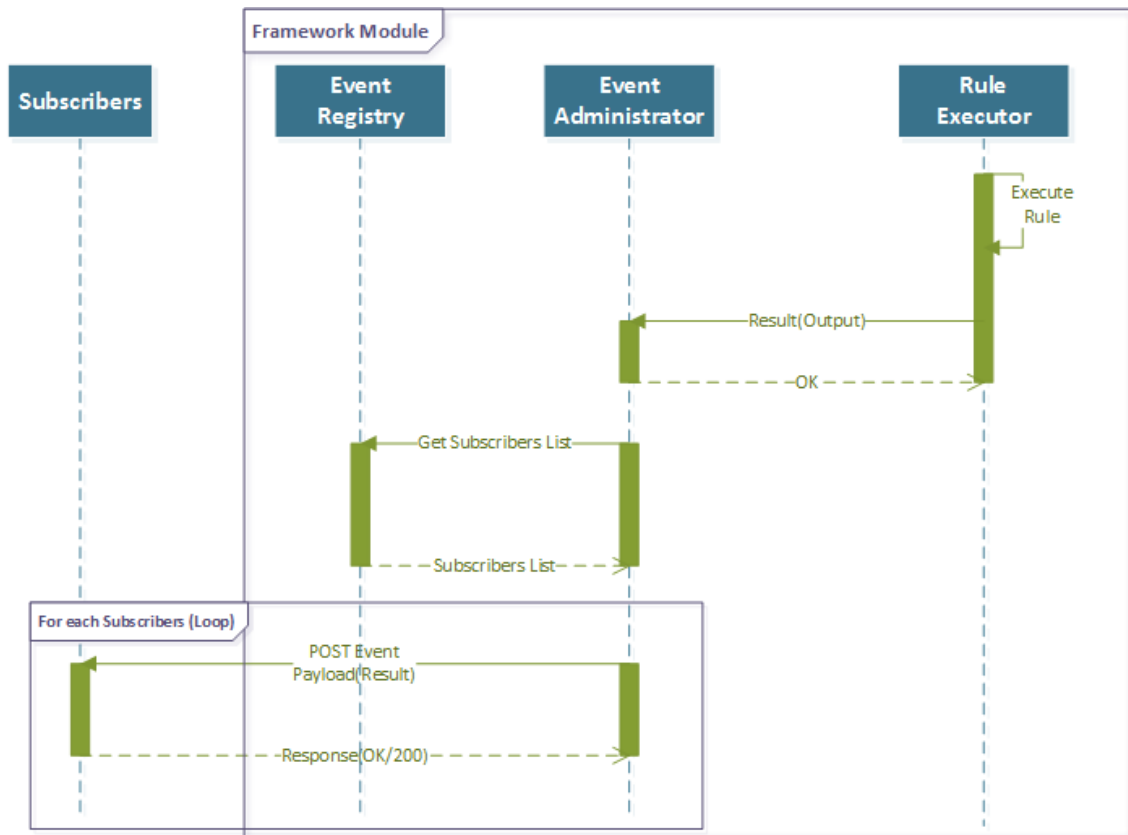 Framework Module
Subscribers
Event
Registry
Event
Administrator
Rule
Executor
Execute
Rule
Result(Output)
OK
Get Subscribers List
Subscribers List
For each Subscribers (Loop)
POST Event
Payload(Result)
Response(OK/200)